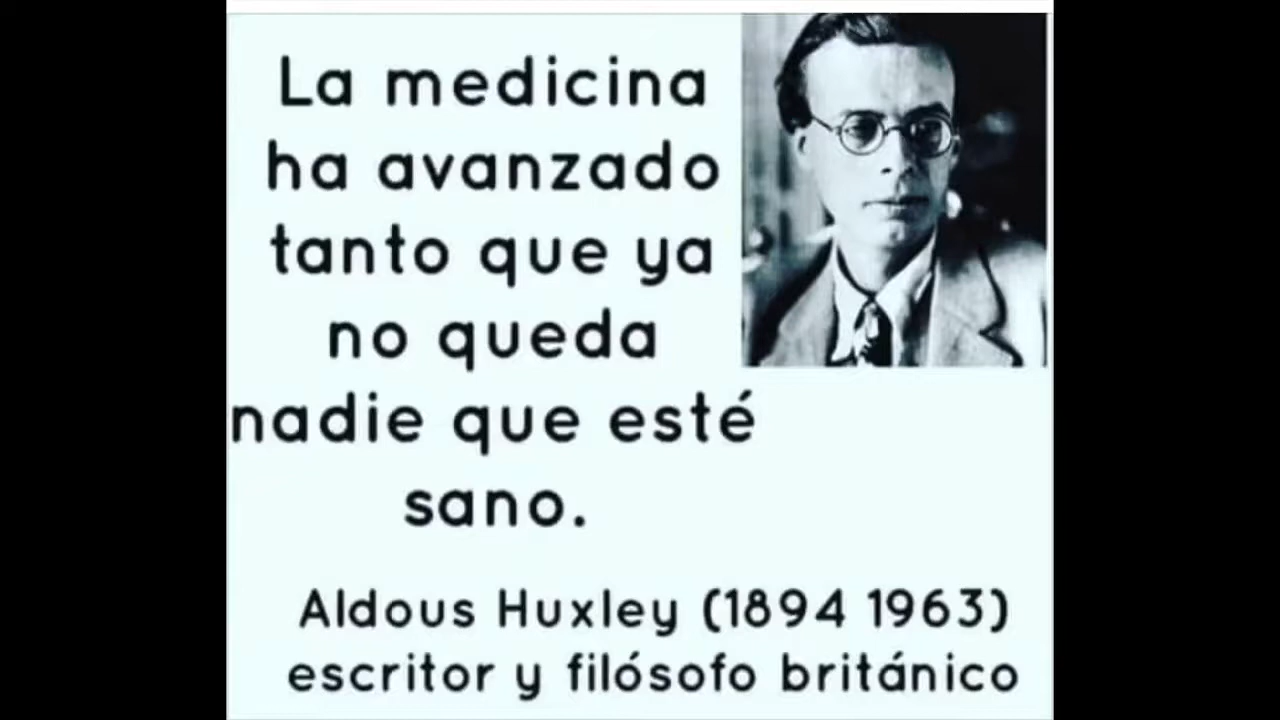 La medicina
ha avanzado
tanto que ya
no queda
nadie que esté
sano.
Aldous Huxley (1894 1963)
escritor y filósofo británico